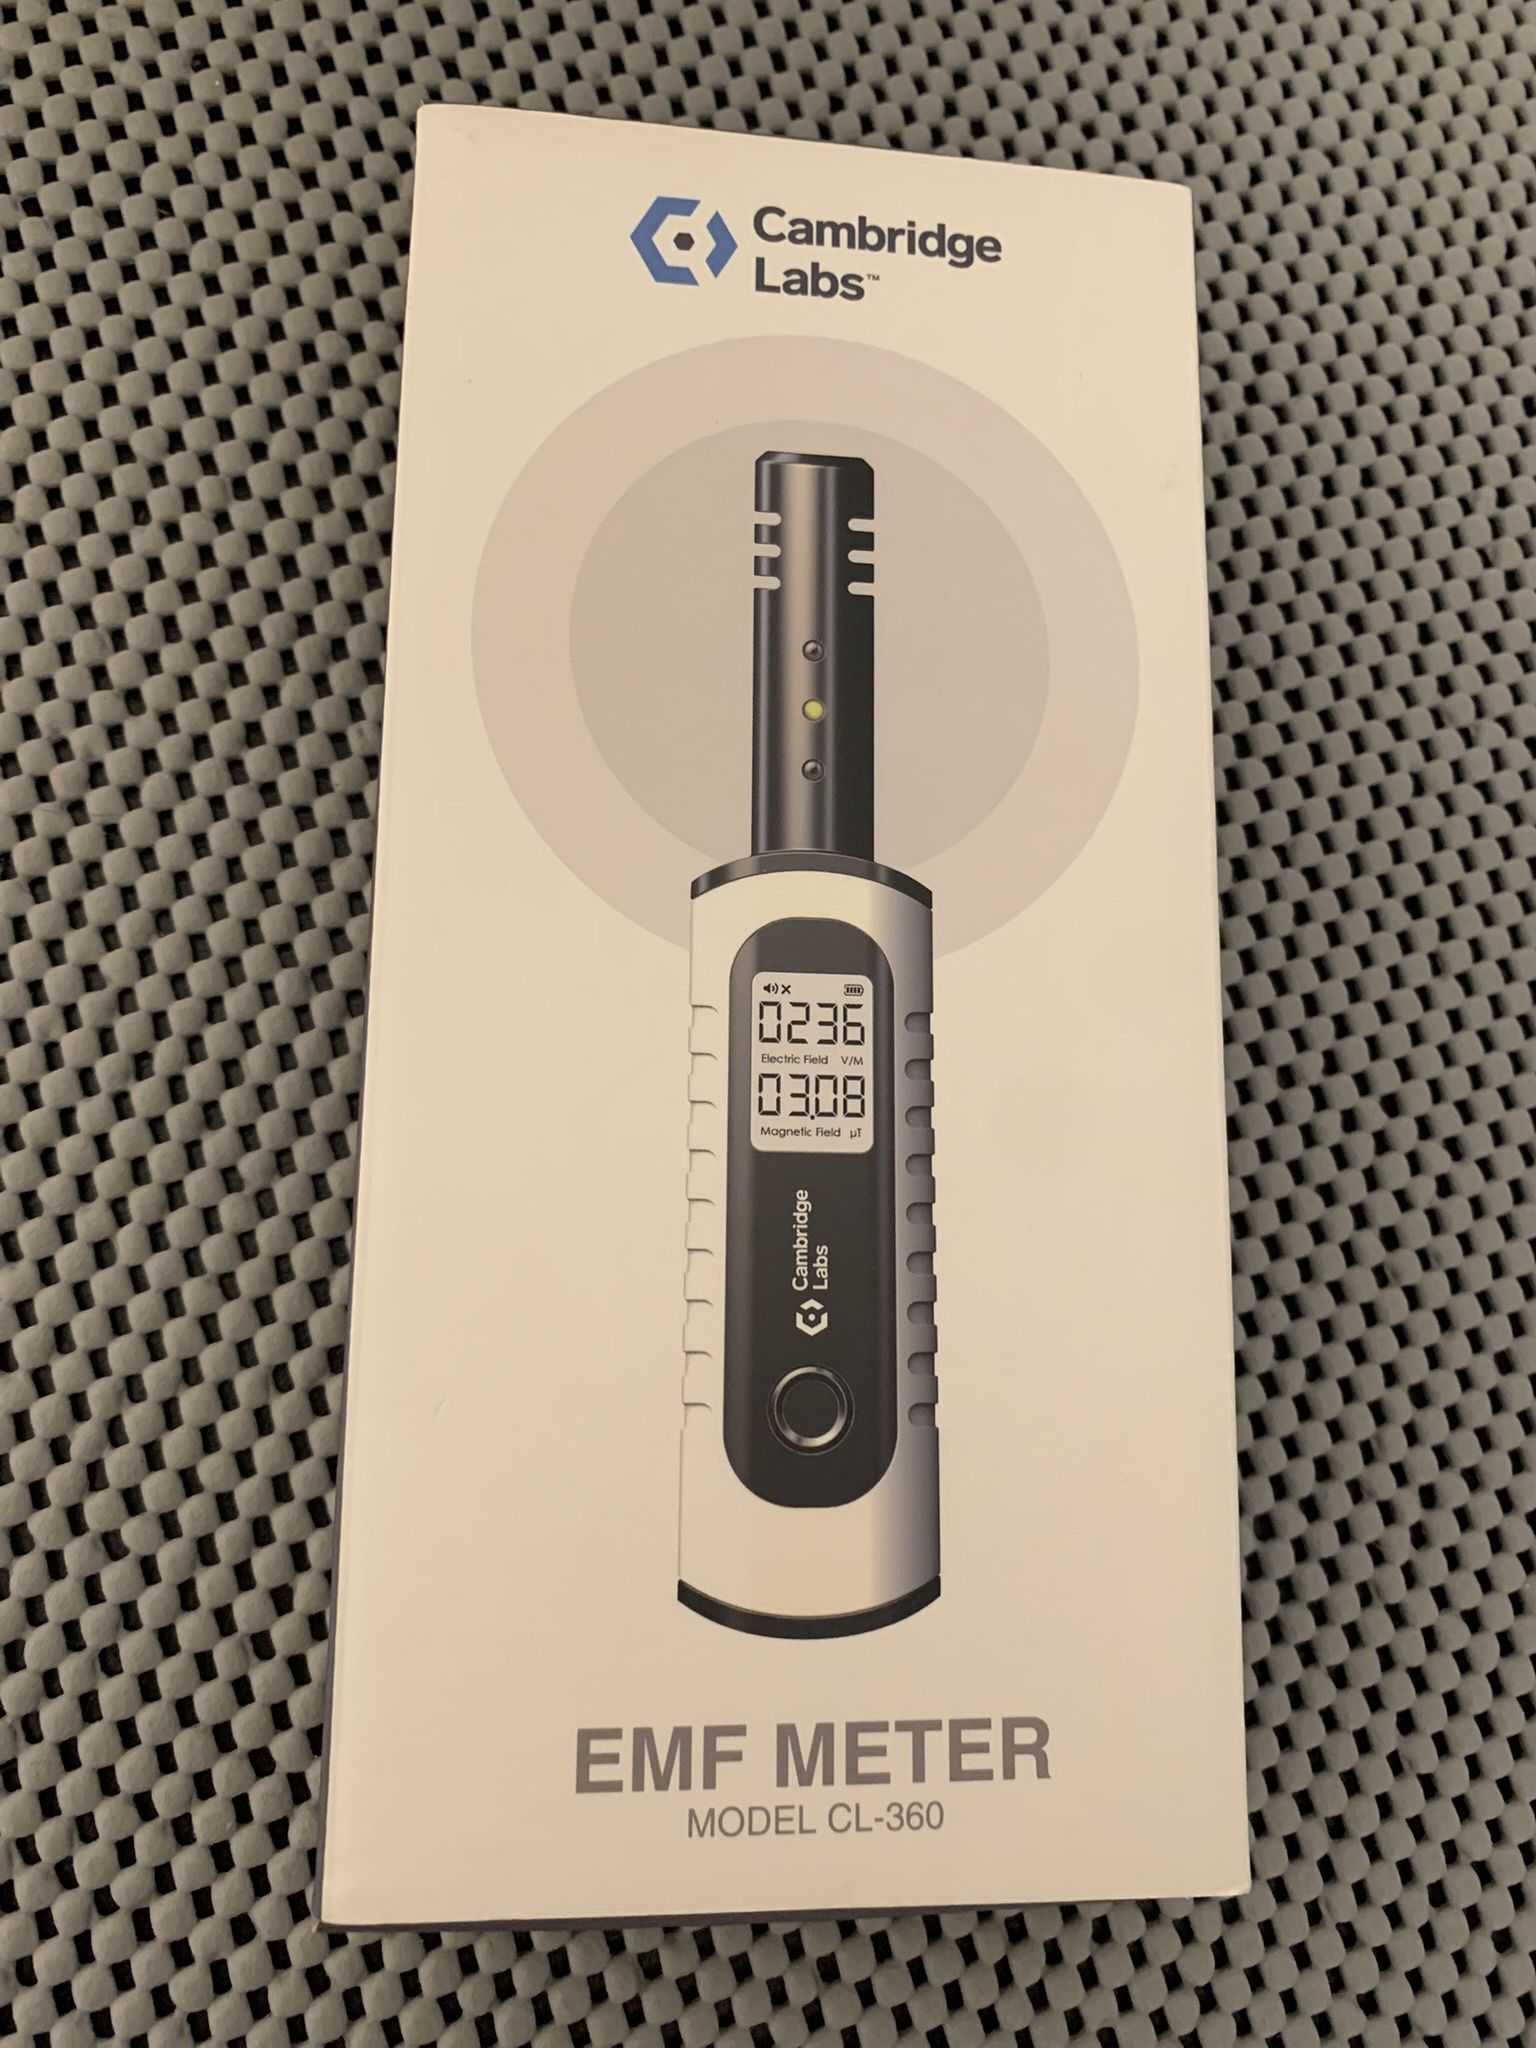 Cambridge
Labs™
0236
Electric Field V/M
03.08
Magnetic Field µT
Cambridge
Labs
EMF METER
MODEL CL-360